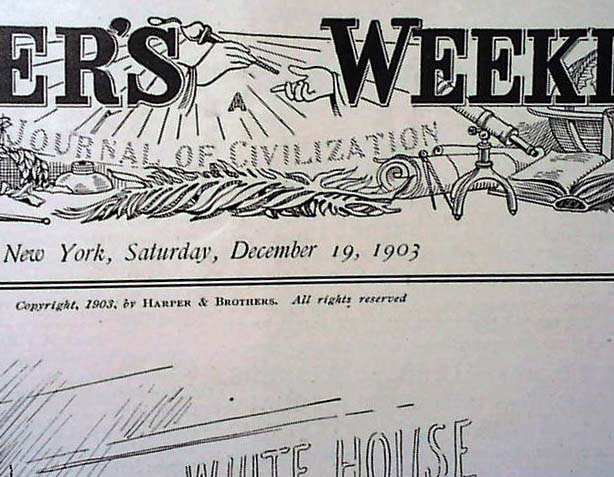 ER'S WEEKL
A
JOURNAL OF CIVILIZATION
New York, Saturday, December 19, 1903
Copyright, 1903, by HARPER & BROTHERS. All rights reserved
WHITE HOUSE